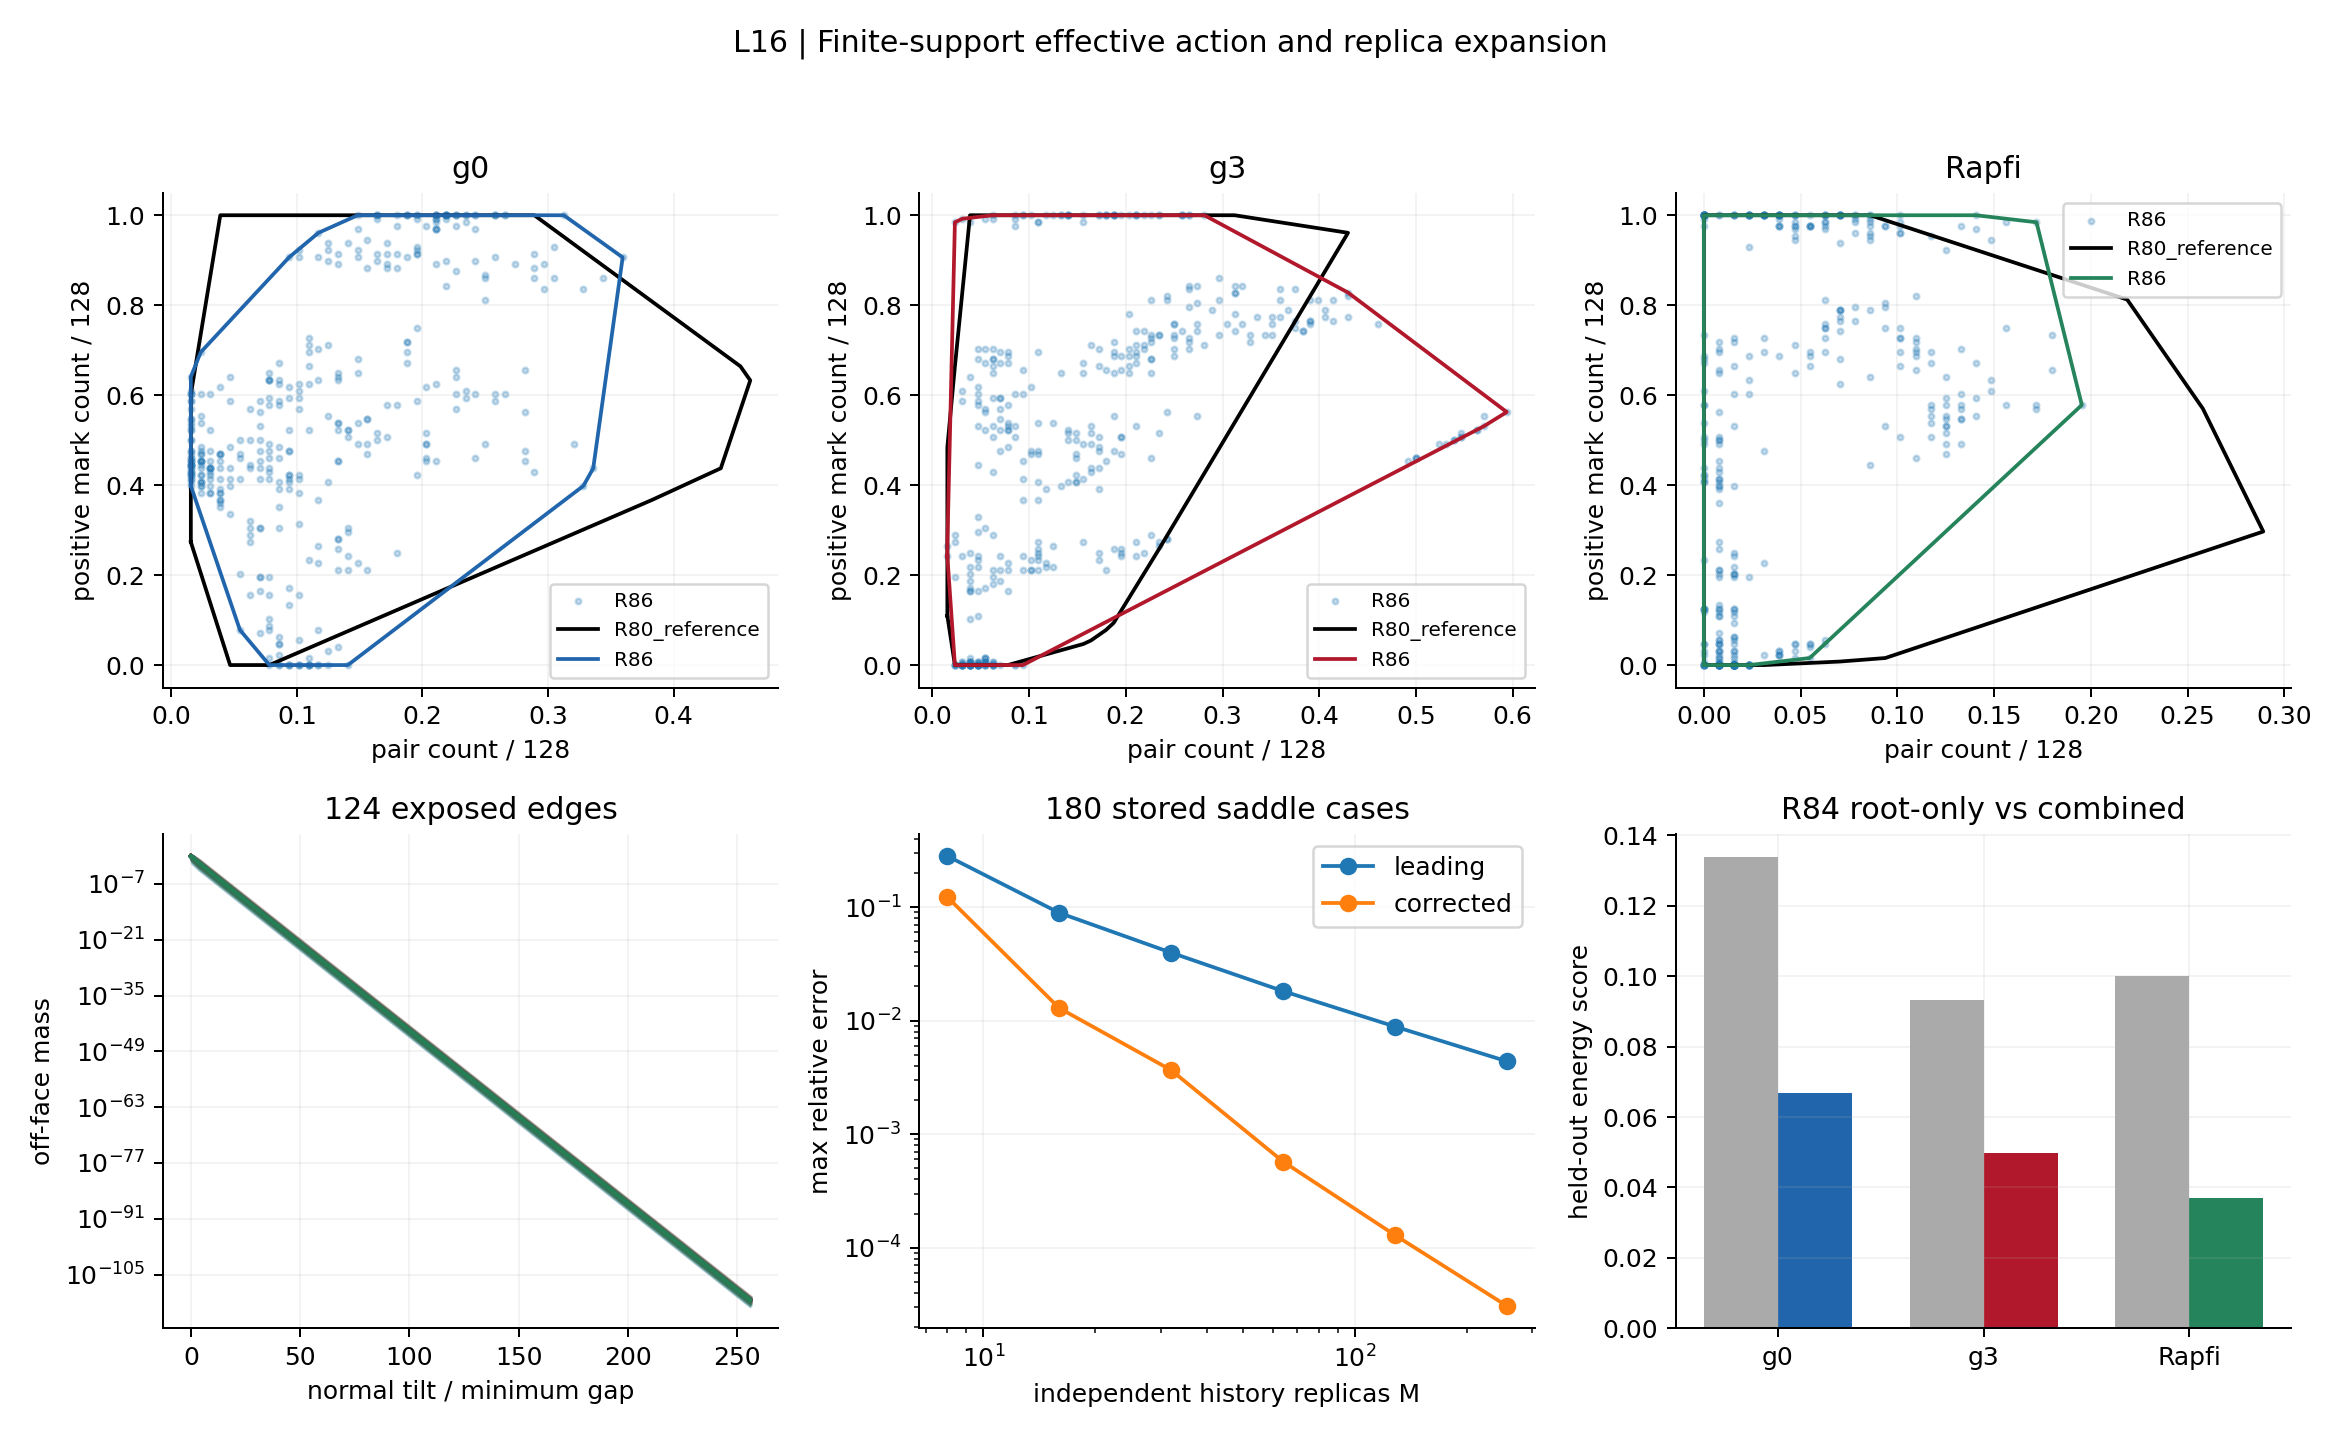 L16 | Finite-support effective action and replica expansion
g0
positive mark count / 128
1.0
0.8
0.6
0.4
0.2
0.0
0.0 0.1 0.2 0.3 0.4
pair count / 128
R86
R80_reference
R86
g3
positive mark count / 128
1.0
0.8
0.6
0.4
0.2
0.0
0.0 0.1 0.2 0.3 0.4 0.5 0.6
pair count / 128
R86
R80_reference
R86
Rapfi
positive mark count / 128
1.0
0.8
0.6
0.4
0.2
0.0
0.00 0.05 0.10 0.15 0.20 0.25 0.30
pair count / 128
R86
R80_reference
R86
124 exposed edges
off-face mass
10⁻⁷
10⁻²¹
10⁻³⁵
10⁻⁴⁹
10⁻⁶³
10⁻⁷⁷
10⁻⁹¹
10⁻¹⁰⁵
0 50 100 150 200 250
normal tilt / minimum gap
180 stored saddle cases
max relative error
10⁻¹
10⁻²
10⁻³
10⁻⁴
10¹ 10²
independent history replicas M
leading
corrected
R84 root-only vs combined
held-out energy score
0.14
0.12
0.10
0.08
0.06
0.04
0.02
0.00
g0 g3 Rapfi